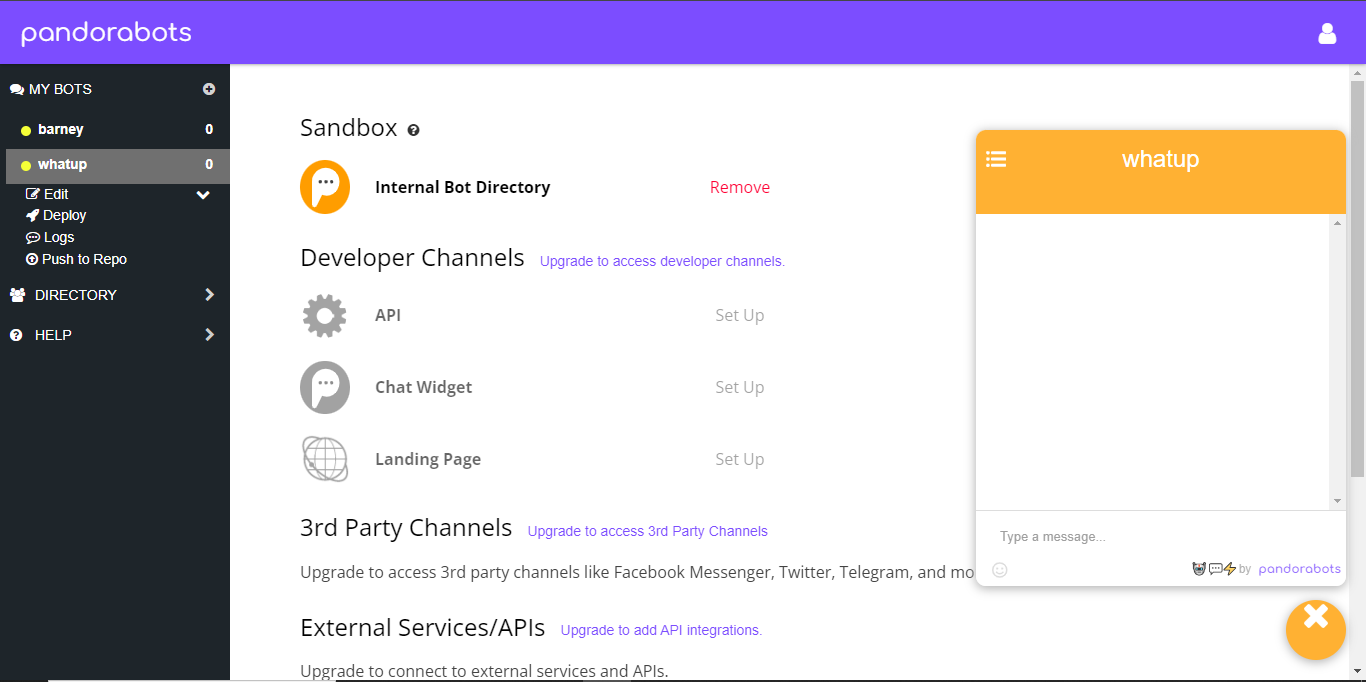 pandorabots
MY BOTS
barney 0
whatup 0
Edit
Deploy
Logs
Push to Repo
DIRECTORY
HELP
Sandbox
Internal Bot Directory Remove
Developer Channels Upgrade to access developer channels.
API Set Up
Chat Widget Set Up
Landing Page Set Up
3rd Party Channels Upgrade to access 3rd Party Channels
Upgrade to access 3rd party channels like Facebook Messenger, Twitter, Telegram, and mo
External Services/APIs Upgrade to add API integrations.
Upgrade to connect to external services and APIs.
whatup
Type a message...
by pandorabots